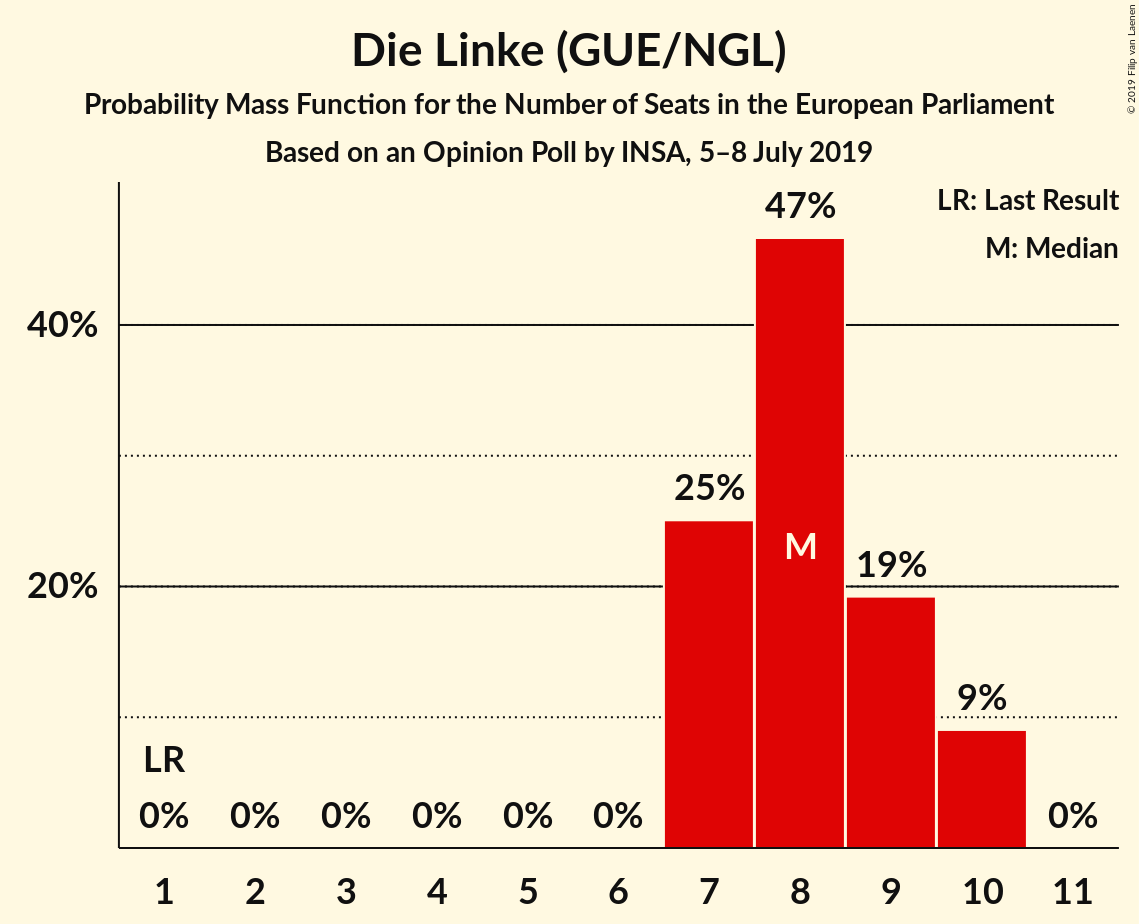 Die Linke (GUE/NGL)
Probability Mass Function for the Number of Seats in the European Parliament
Based on an Opinion Poll by INSA, 5–8 July 2019
© 2019 Filip van Laenen
LR: Last Result
M: Median
47%
40%
25%
M
19%
20%
9%
LR
0% 0% 0% 0% 0% 0% 0%
1 2 3 4 5 6 7 8 9 10 11